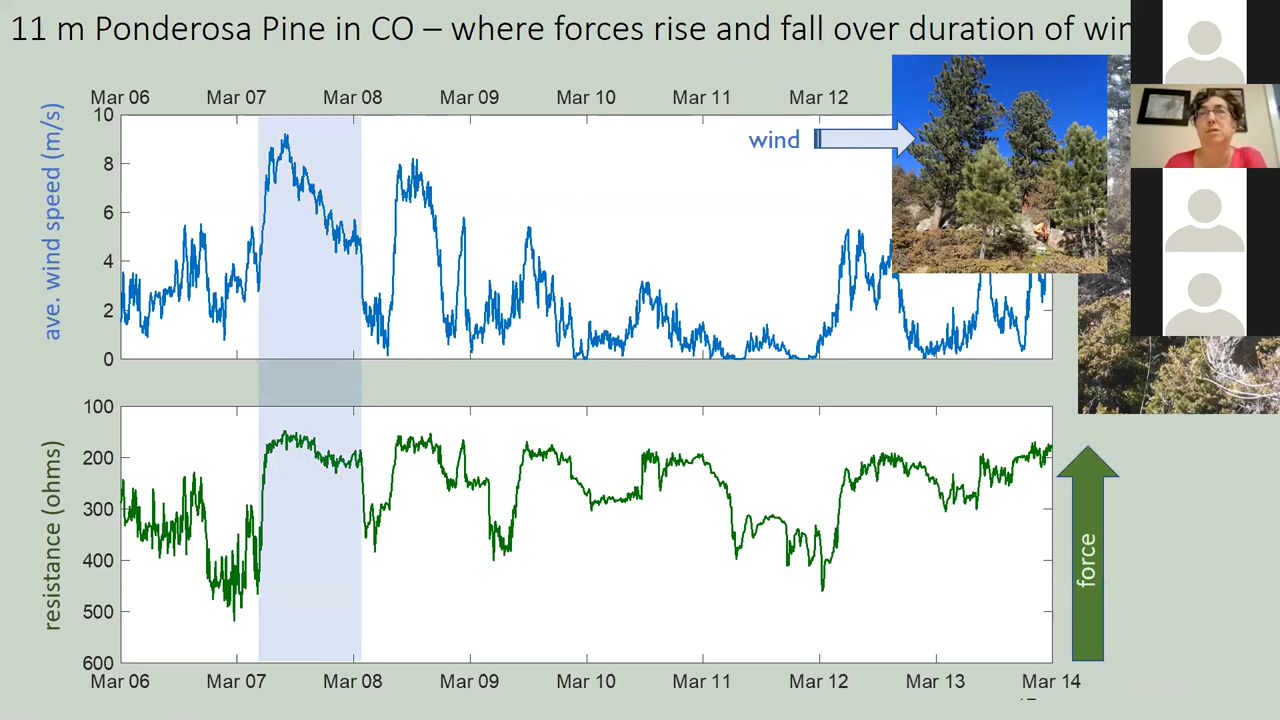 11 m Ponderosa Pine in CO – where forces rise and fall over duration of
Mar 06 Mar 07 Mar 08 Mar 09 Mar 10 Mar 11 Mar 12
ave. wind speed (m/s)
10
8
6
4
2
0
wind
resistance (ohms)
100
200
300
400
500
600
force
Mar 06 Mar 07 Mar 08 Mar 09 Mar 10 Mar 11 Mar 12 Mar 13 Mar 14